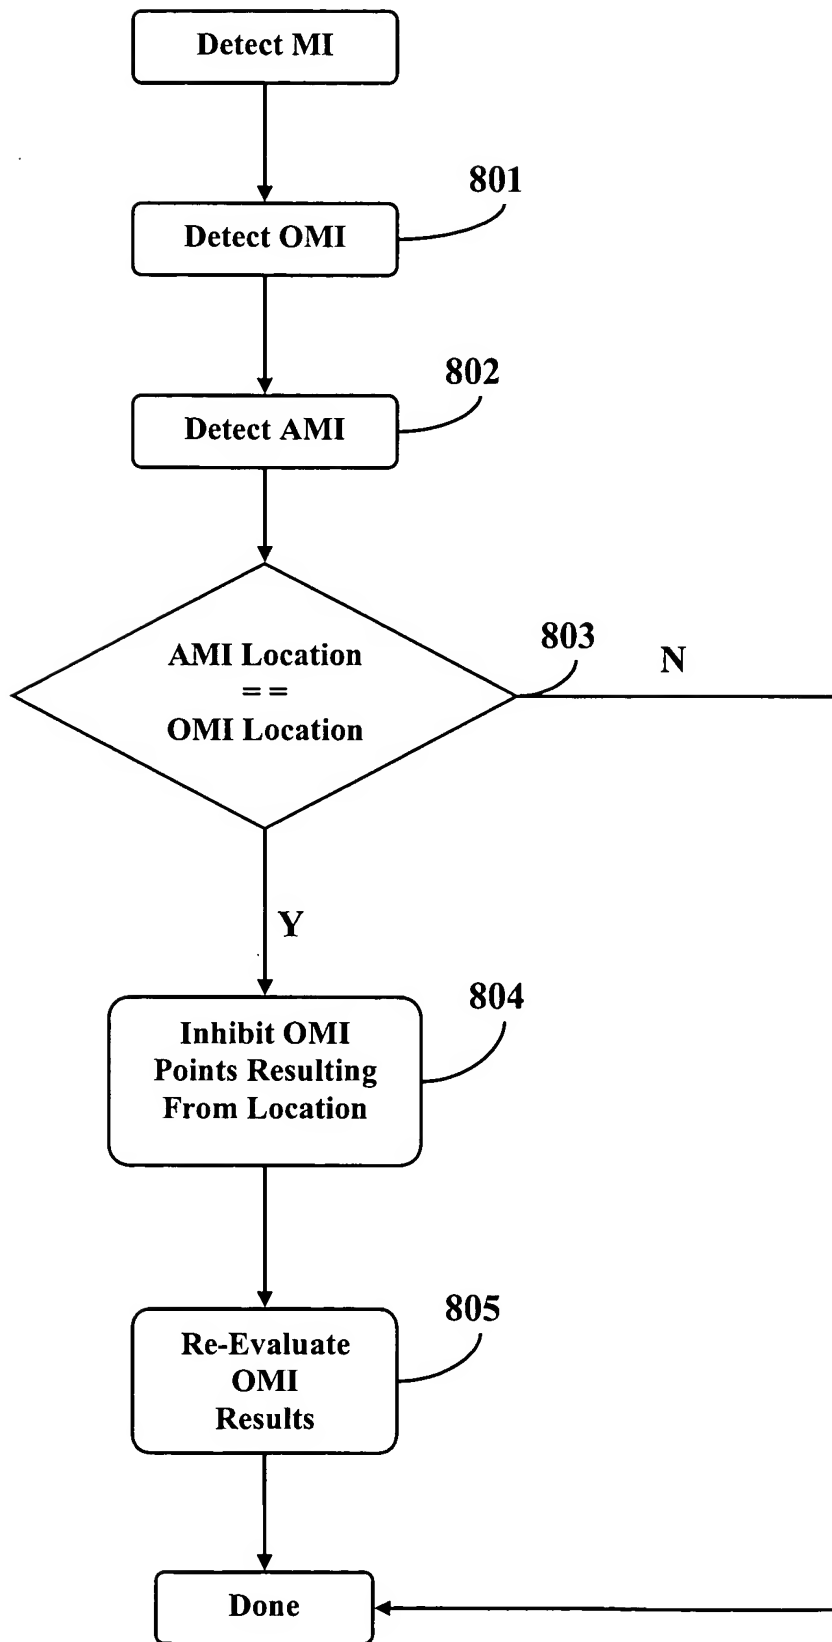 Detect MI
801
Detect OMI
802
Detect AMI
803
N
AMI Location
= =
OMI Location
Y
804
Inhibit OMI
Points Resulting
From Location
805
Re-Evaluate
OMI
Results
Done